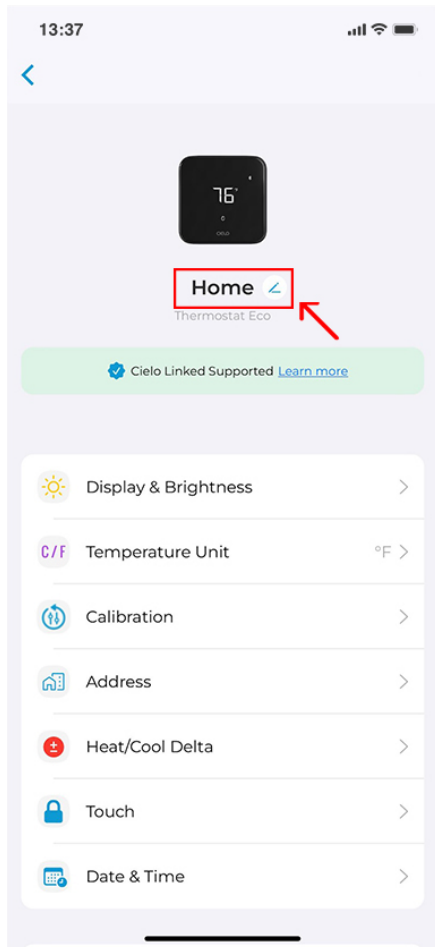 13:37
76°
C
CIELO
Home
Thermostat Eco
Cielo Linked Supported Learn more
Display & Brightness
C/F Temperature Unit °F
Calibration
Address
Heat/Cool Delta
Touch
Date & Time